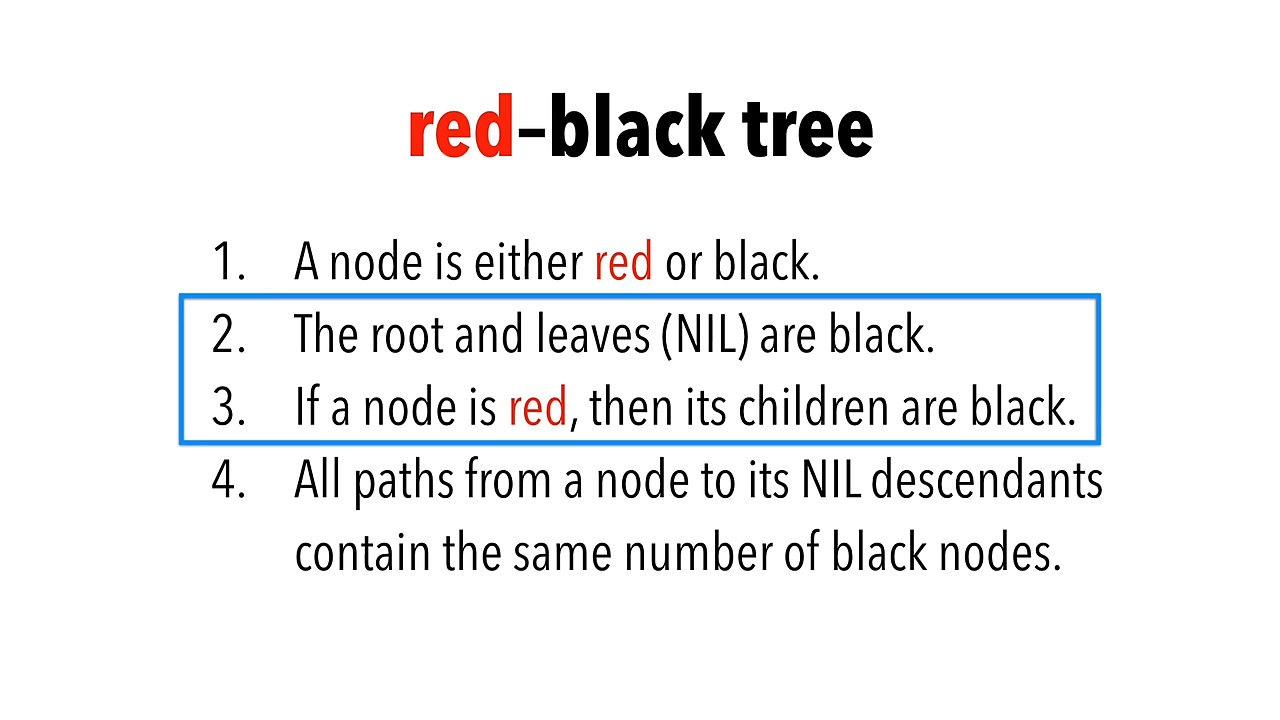 red–black tree
1. A node is either red or black.
2. The root and leaves (NIL) are black.
3. If a node is red, then its children are black.
4. All paths from a node to its NIL descendants
contain the same number of black nodes.